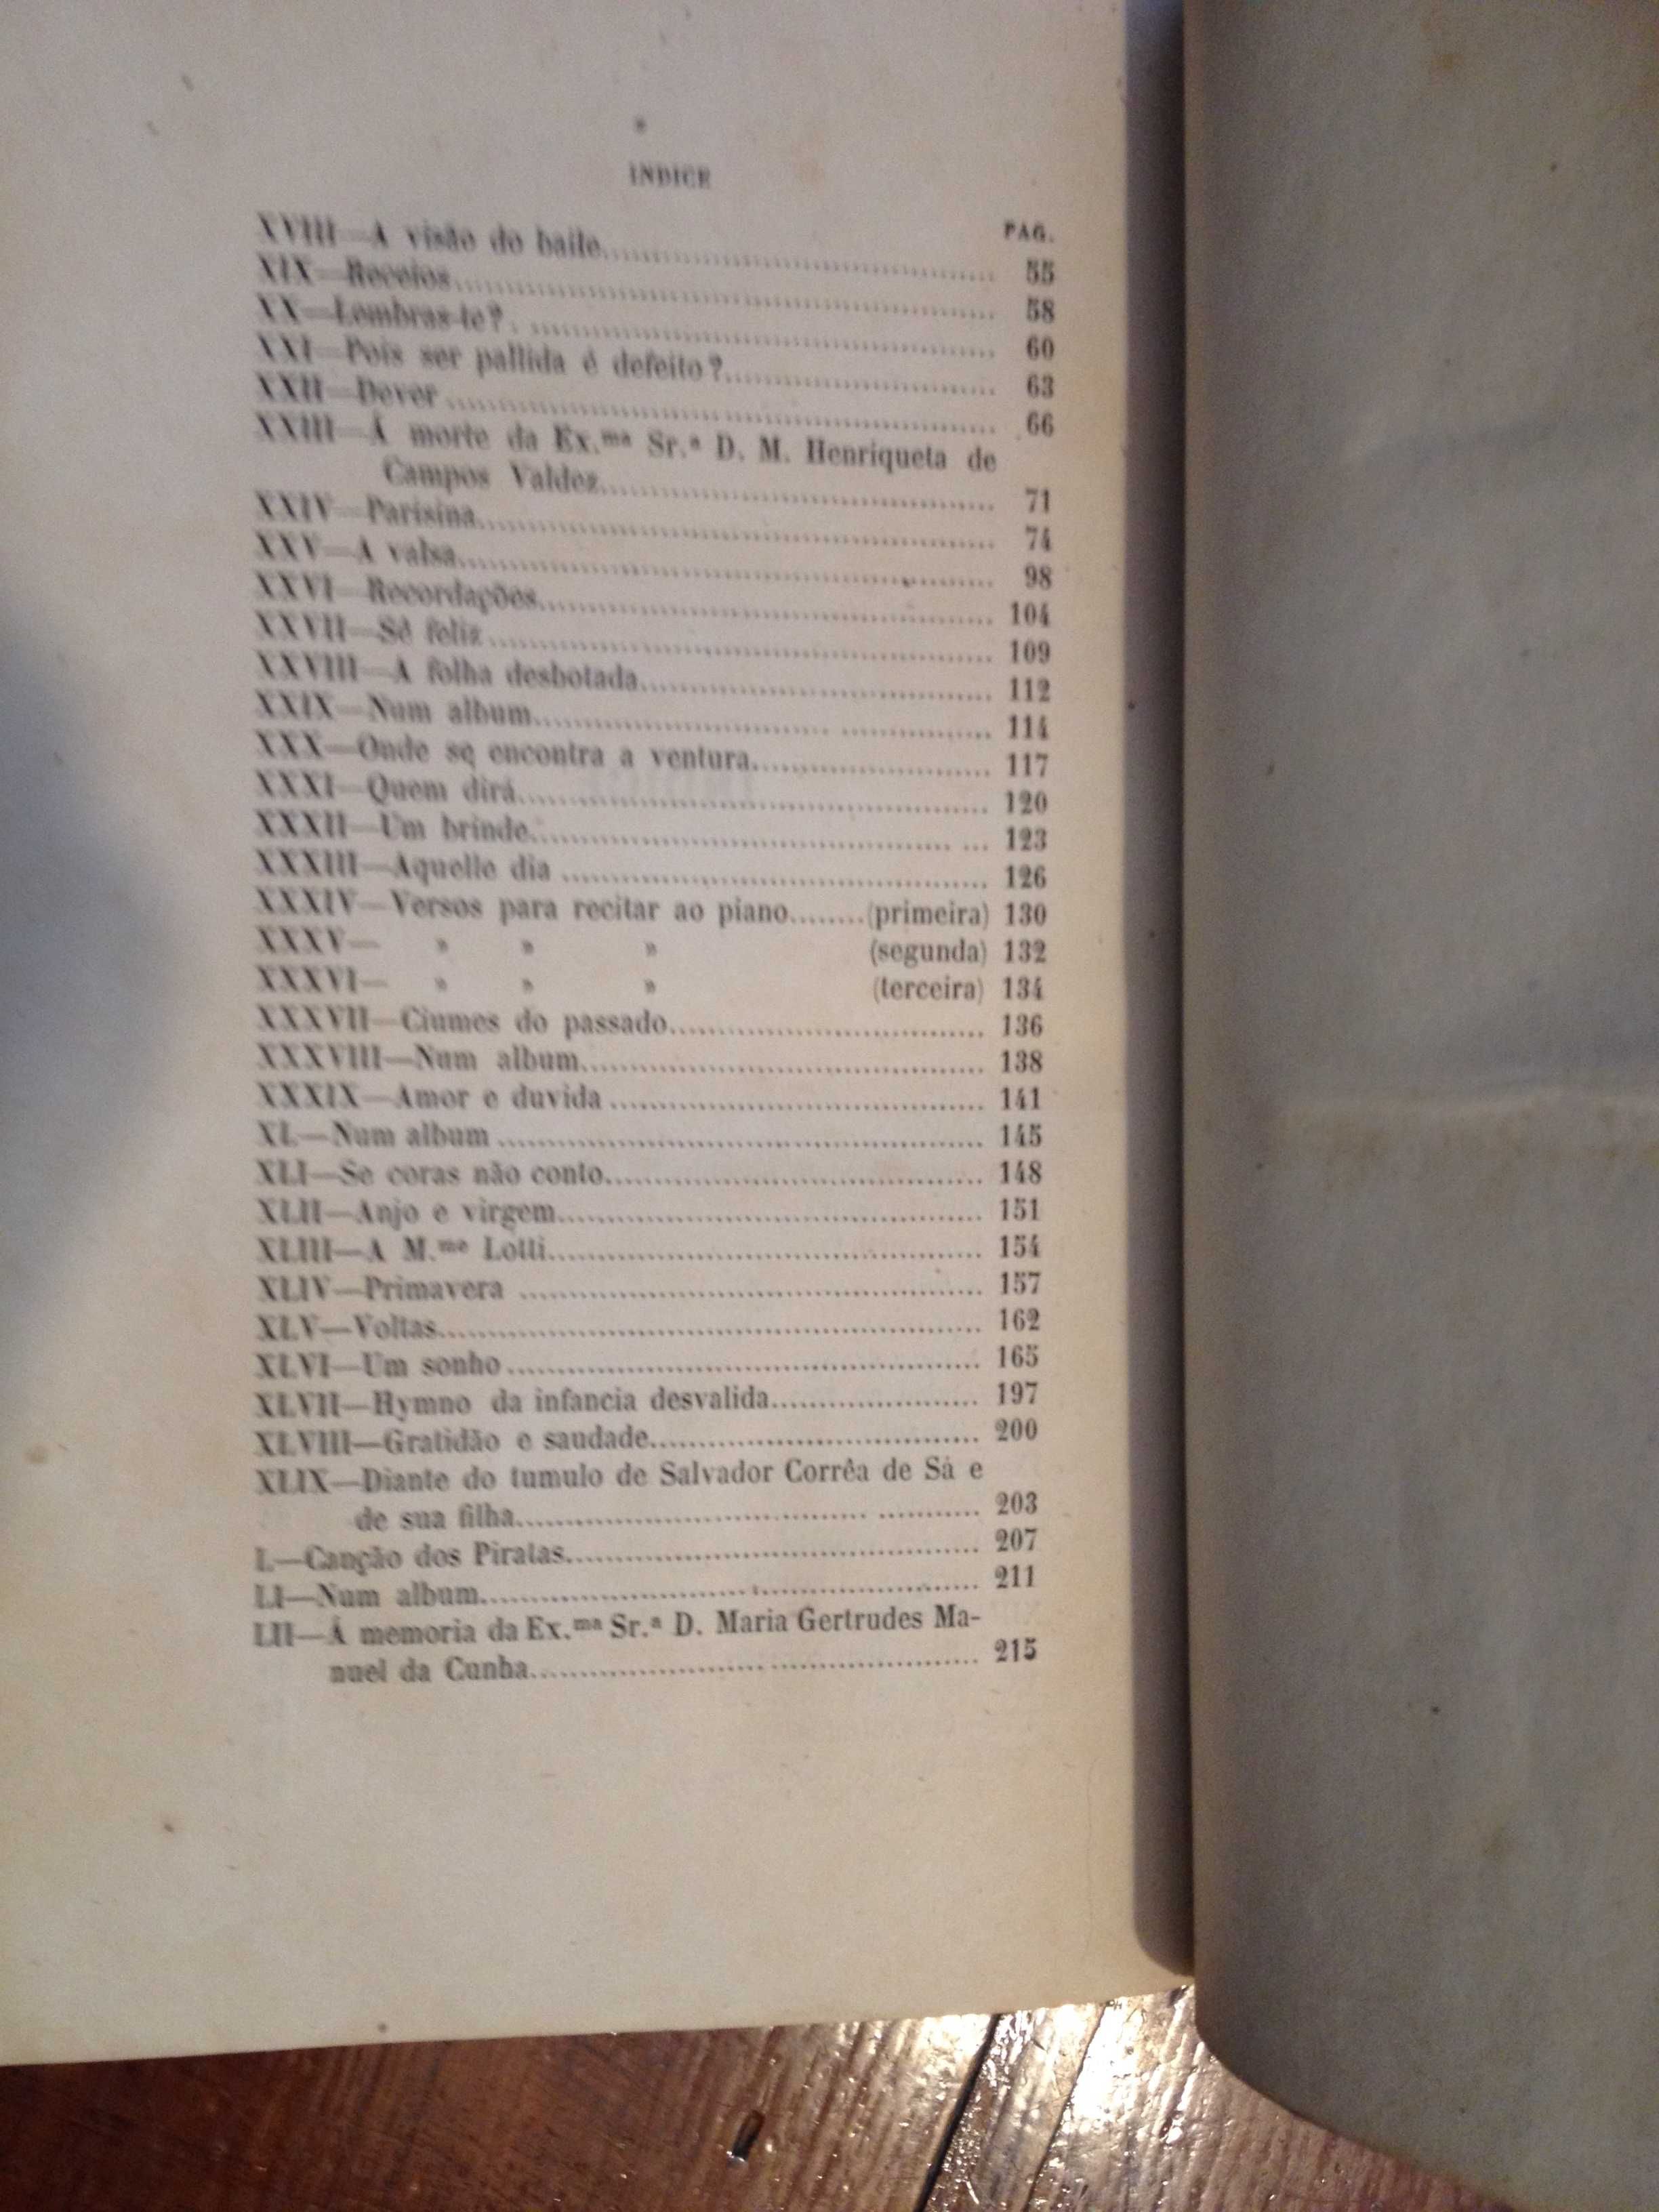 INDICE
PAG.
XVIII—A visão do baile.......... 55
XIX—Receios.......... 58
XX—Lembras-te?.......... 60
XXI—Pois ser pallida é defeito?.......... 63
XXII—Dever.......... 66
XXIII—Á morte da Ex.ma Sr.a D. M. Henriqueta de
Campos Valdez.......... 71
XXIV—Parisina.......... 74
XXV—A valsa.......... 98
XXVI—Recordações.......... 104
XXVII—Sê feliz.......... 109
XXVIII—A folha desbotada.......... 112
XXIX—Num album.......... 114
XXX—Onde se encontra a ventura.......... 117
XXXI—Quem dirá.......... 120
XXXII—Um brinde.......... 123
XXXIII—Aquelle dia.......... 126
XXXIV—Versos para recitar ao piano........(primeira) 130
XXXV— » » » (segunda) 132
XXXVI— » » » (terceira) 134
XXXVII—Ciumes do passado.......... 136
XXXVIII—Num album.......... 138
XXXIX—Amor e duvida.......... 141
XL—Num album.......... 145
XLI—Se coras não conto.......... 148
XLII—Anjo e virgem.......... 151
XLIII—A M.me Lotti.......... 154
XLIV—Primavera.......... 157
XLV—Voltas.......... 162
XLVI—Um sonho.......... 165
XLVII—Hymno da infancia desvalida.......... 197
XLVIII—Gratidão e saudade.......... 200
XLIX—Diante do tumulo de Salvador Corrêa de Sá e
de sua filha.......... 203
L—Canção dos Piratas.......... 207
LI—Num album.......... 211
LII—Á memoria da Ex.ma Sr.a D. Maria Gertrudes Ma-
nuel da Cunha.......... 215